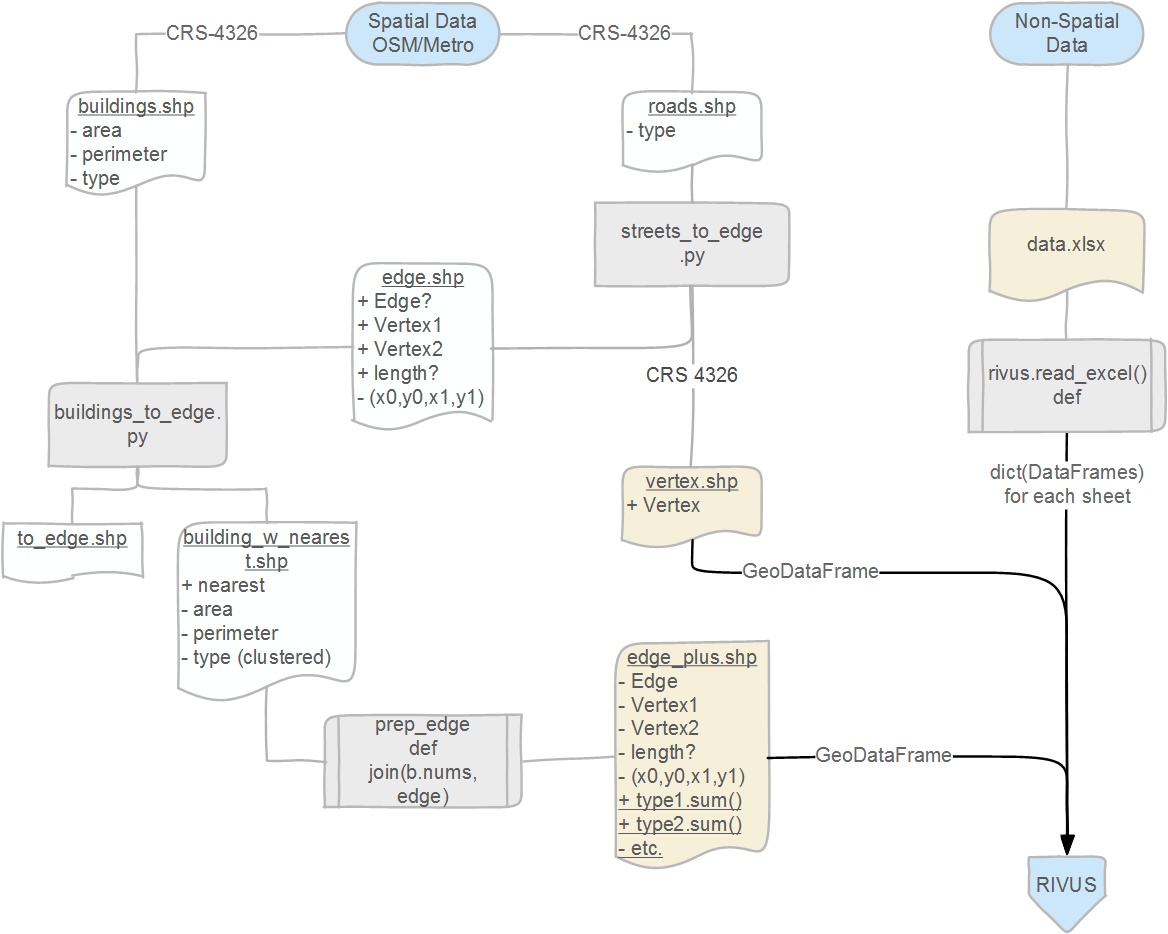 Spatial Data
OSM/Metro
Non-Spatial
Data
CRS-4326
CRS-4326
buildings.shp
- area
- perimeter
- type
roads.shp
- type
streets_to_edge
.py
data.xlsx
edge.shp
+ Edge?
+ Vertex1
+ Vertex2
+ length?
- (x0,y0,x1,y1)
CRS 4326
rivus.read_excel()
def
buildings_to_edge.
py
dict(DataFrames)
for each sheet
vertex.shp
+ Vertex
to_edge.shp
building_w_neares
t.shp
+ nearest
- area
- perimeter
- type (clustered)
GeoDataFrame
edge_plus.shp
- Edge
- Vertex1
- Vertex2
- length?
- (x0,y0,x1,y1)
+ type1.sum()
+ type2.sum()
- etc.
prep_edge
def
join(b.nums,
edge)
GeoDataFrame
RIVUS